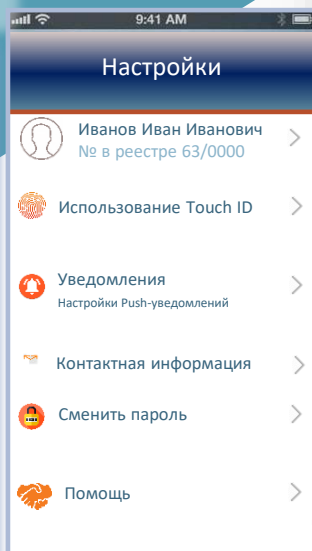 9:41 AM
Настройки
Иванов Иван Иванович
№ в реестре 63/0000
Использование Touch ID
Уведомления
Настройки Push-уведомлений
Контактная информация
Сменить пароль
Помощь